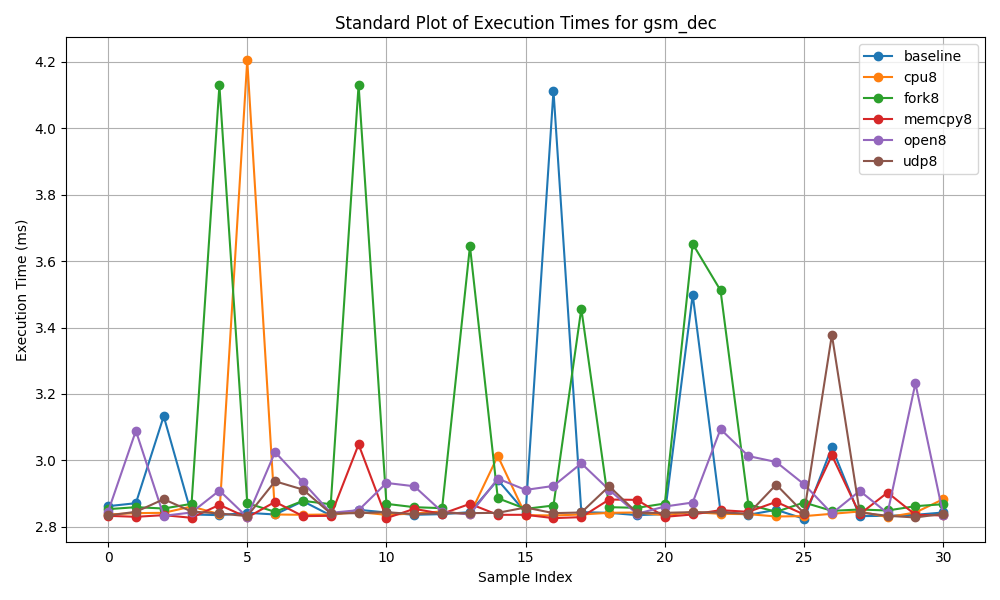 Standard Plot of Execution Times for gsm_dec
4.2
4.0
3.8
3.6
3.4
3.2
3.0
2.8
Execution Time (ms)
baseline
cpu8
fork8
memcpy8
open8
udp8
0 5 10 15 20 25 30
Sample Index